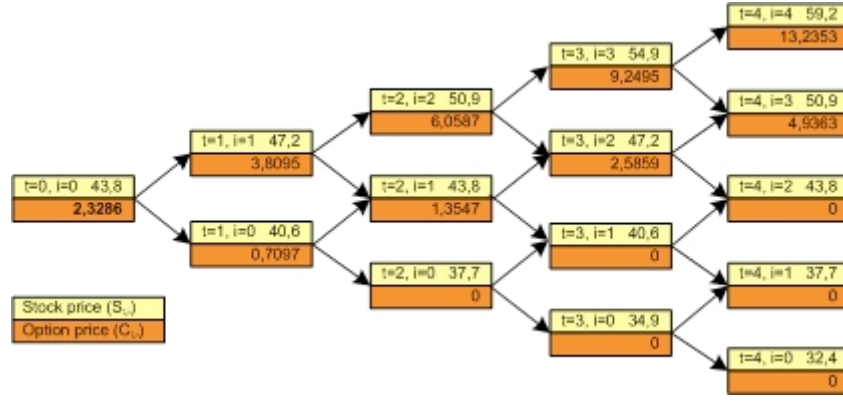 t=4, i=4 59,2
13,2353
t=3, i=3 54,9
9,2495
t=2, i=2 50,9
6,0587
t=4, i=3 50,9
4,9363
t=1, i=1 47,2
3,8095
t=3, i=2 47,2
2,5859
t=0, i=0 43,8
2,3286
t=2, i=1 43,8
1,3547
t=4, i=2 43,8
0
t=1, i=0 40,6
0,7097
t=3, i=1 40,6
0
t=2, i=0 37,7
0
t=4, i=1 37,7
0
t=3, i=0 34,9
0
t=4, i=0 32,4
0
Stock price (S
Option price (C